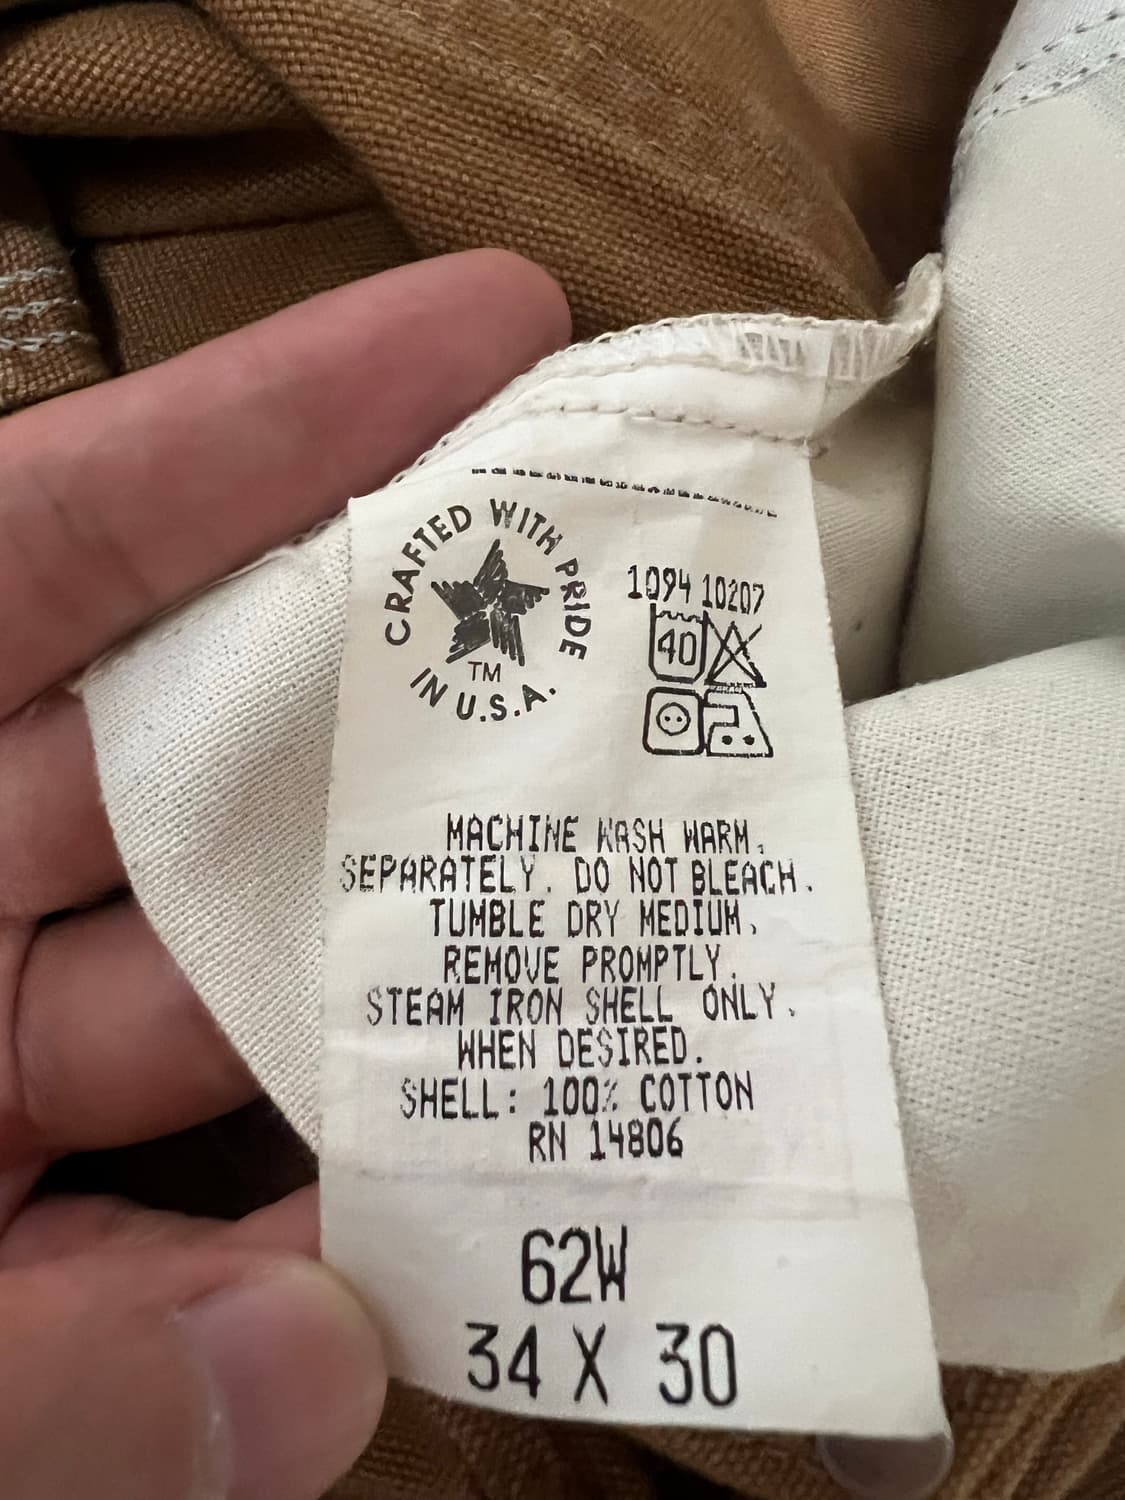 CRAFTED WITH PRIDE
IN U.S.A.
TM
1094 10207
40
MACHINE WASH WARM,
SEPARATELY. DO NOT BLEACH.
TUMBLE DRY MEDIUM,
REMOVE PROMPTLY.
STEAM IRON SHELL ONLY,
WHEN DESIRED.
SHELL: 100% COTTON
RN 14806
62W
34 X 30